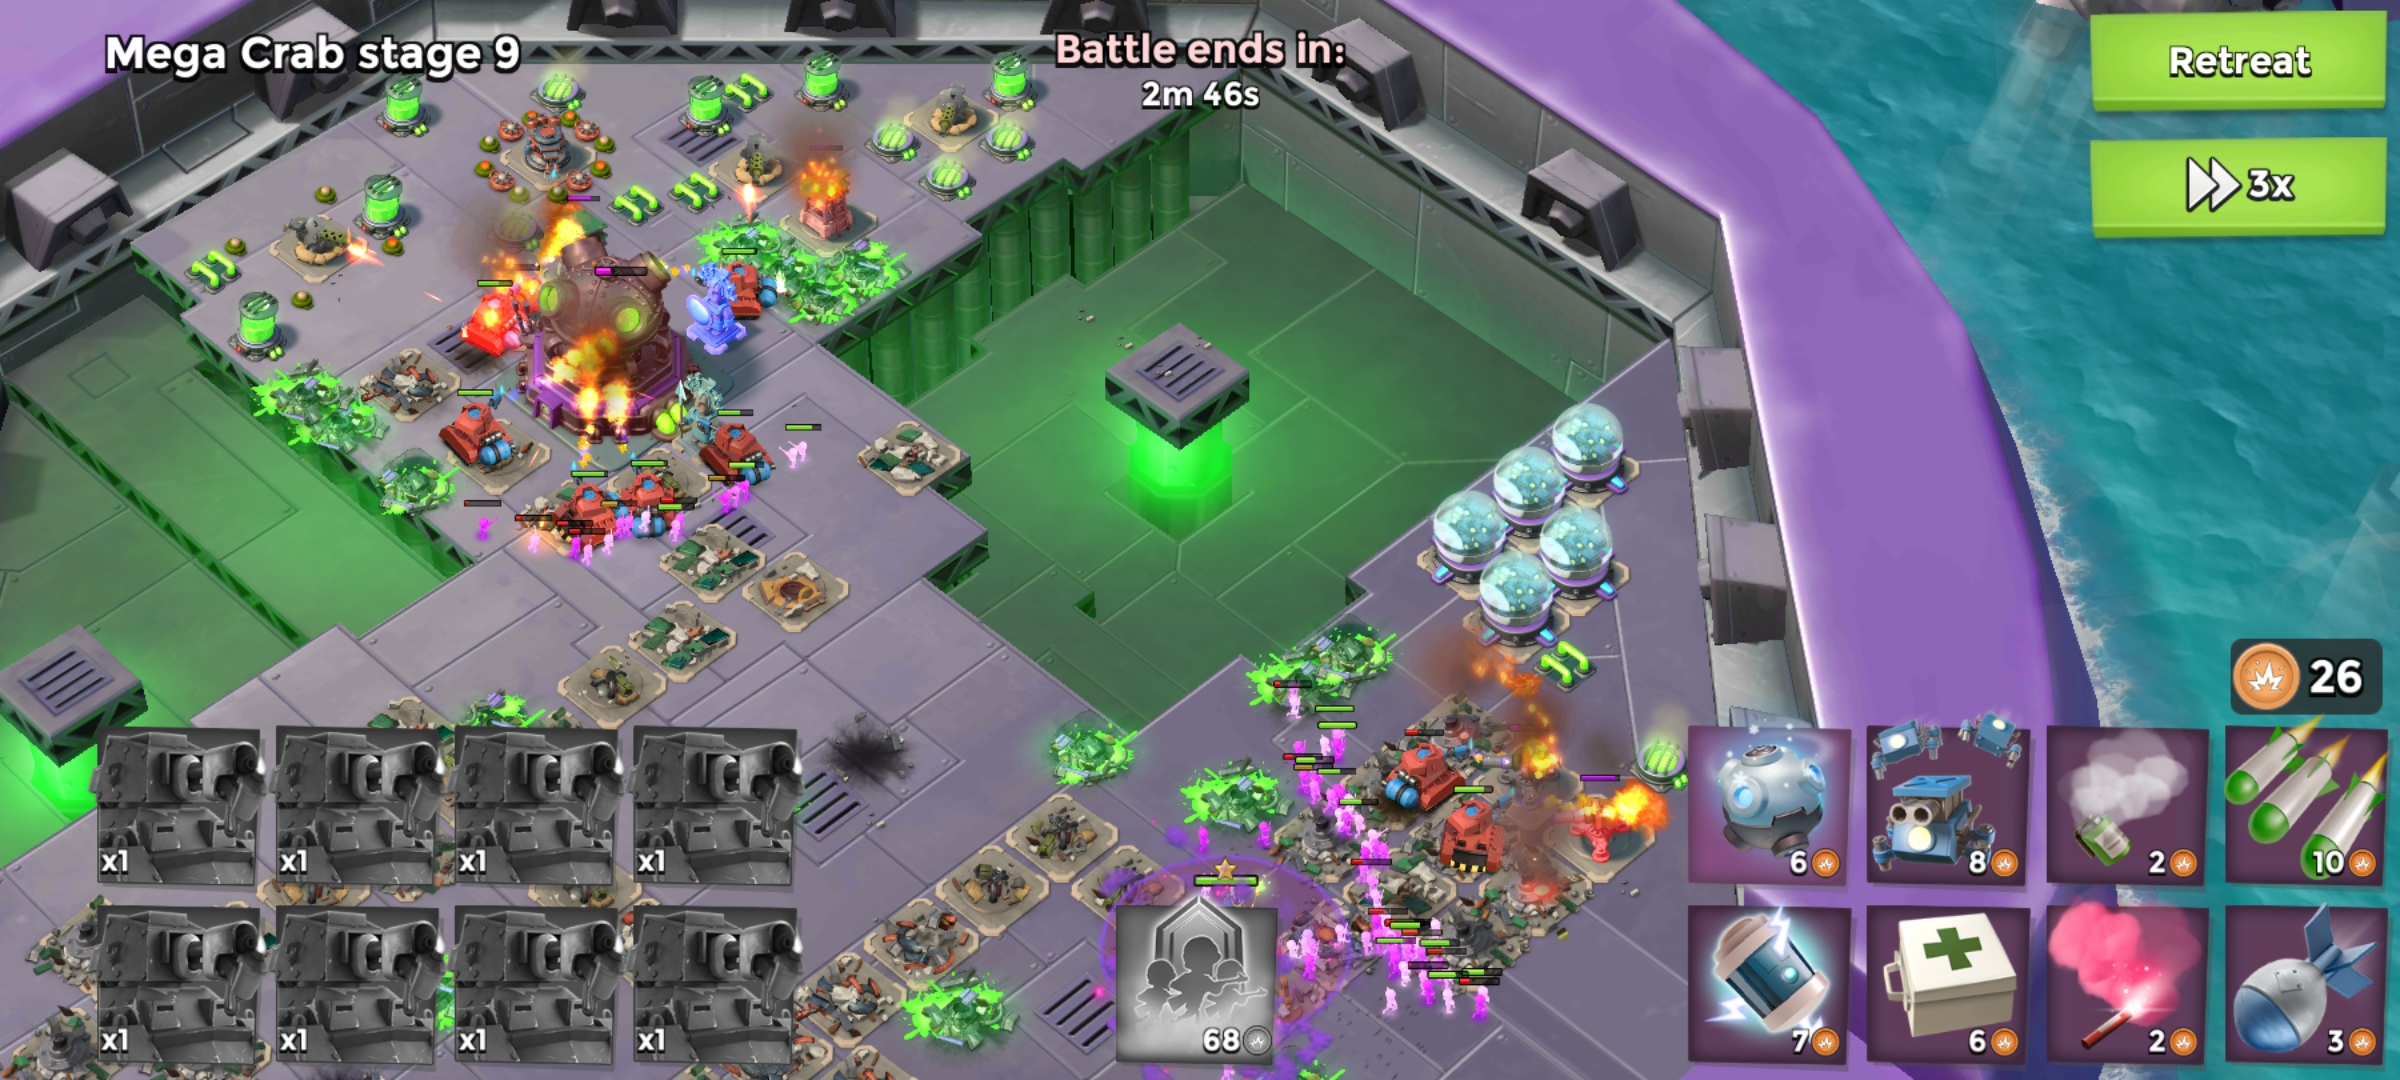 Mega Crab stage 9
Battle ends in:
2m 46s
Retreat
3x
26
6
8
2
10
x1
x1
x1
x1
7
6
2
3
x1
x1
x1
x1
68